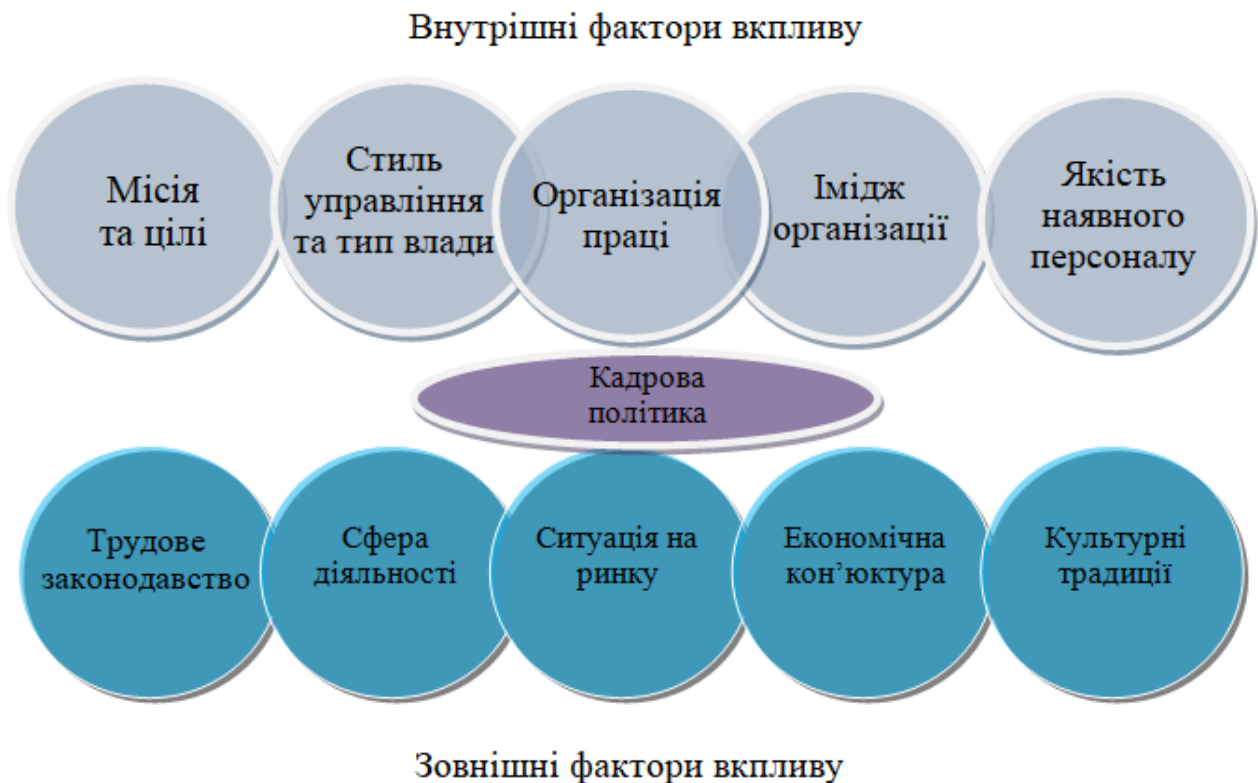 Внутрішні фактори вкпливу
Місія
та цілі
Стиль
управління
та тип влади
Організація
праці
Імідж
організації
Якість
наявного
персоналу
Кадрова
політика
Трудове
законодавство
Сфера
діяльності
Ситуація на
ринку
Економічна
кон’юктура
Культурні
традиції
Зовнішні фактори вкпливу